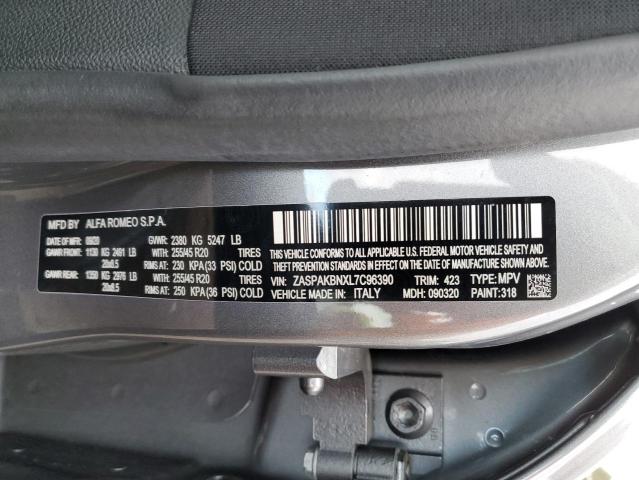 MFD BY ALFA ROMEO S.P.A.
DATE OF MFR: 09/20 GVWR: 2380 KG 5247 LB
GAWR FRONT: 1130 KG 2491 LB 255/45 R20 TIRES
20x8.5 RIMS AT: 230 KPA(33 PSI) COLD
GAWR REAR: 1350 KG 2976 LB 255/45 R20 TIRES
20x8.5 RIMS AT: 250 KPA(36 PSI) COLD
THIS VEHICLE CONFORMS TO ALL APPLICABLE U.S. FEDERAL MOTOR VEHICLE
SAFETY, BUMPER, AND THEFT PREVENTION STANDARDS IN EFFECT ON THE DATE OF
MANUFACTURE SHOWN ABOVE.
VIN: ZASPAKBNXL7C96390 TRIM: 423 TYPE: MPV
VEHICLE MADE IN: ITALY MDH: 090320 PAINT: 318